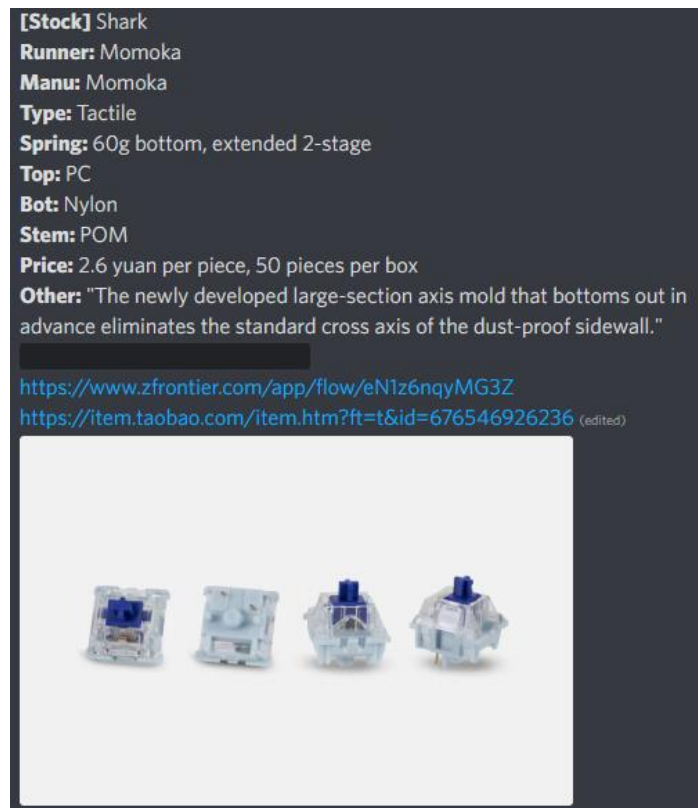 [Stock] Shark
Runner: Momoka
Manu: Momoka
Type: Tactile
Spring: 60g bottom, extended 2-stage
Top: PC
Bot: Nylon
Stem: POM
Price: 2.6 yuan per piece, 50 pieces per box
Other: "The newly developed large-section axis mold that bottoms out in
advance eliminates the standard cross axis of the dust-proof sidewall."
https://www.zfrontier.com/app/flow/eN1z6nqyMG3Z
https://item.taobao.com/item.htm?ft=t&id=676546926236 (edited)